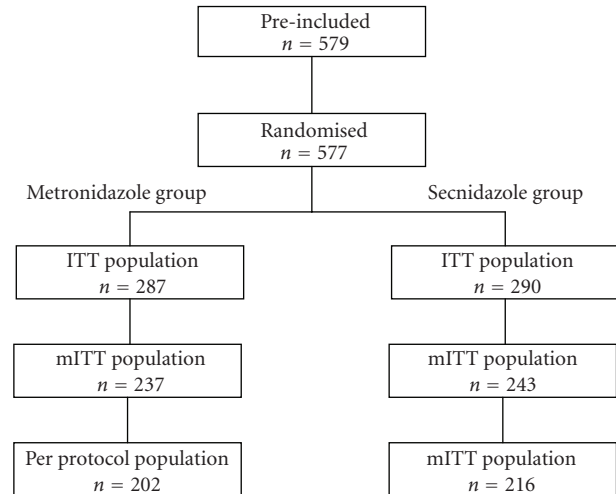 Pre-included
n = 579
Randomised
n = 577
Metronidazole group
Secnidazole group
ITT population
n = 287
ITT population
n = 290
mITT population
n = 237
mITT population
n = 243
Per protocol population
n = 202
mITT population
n = 216